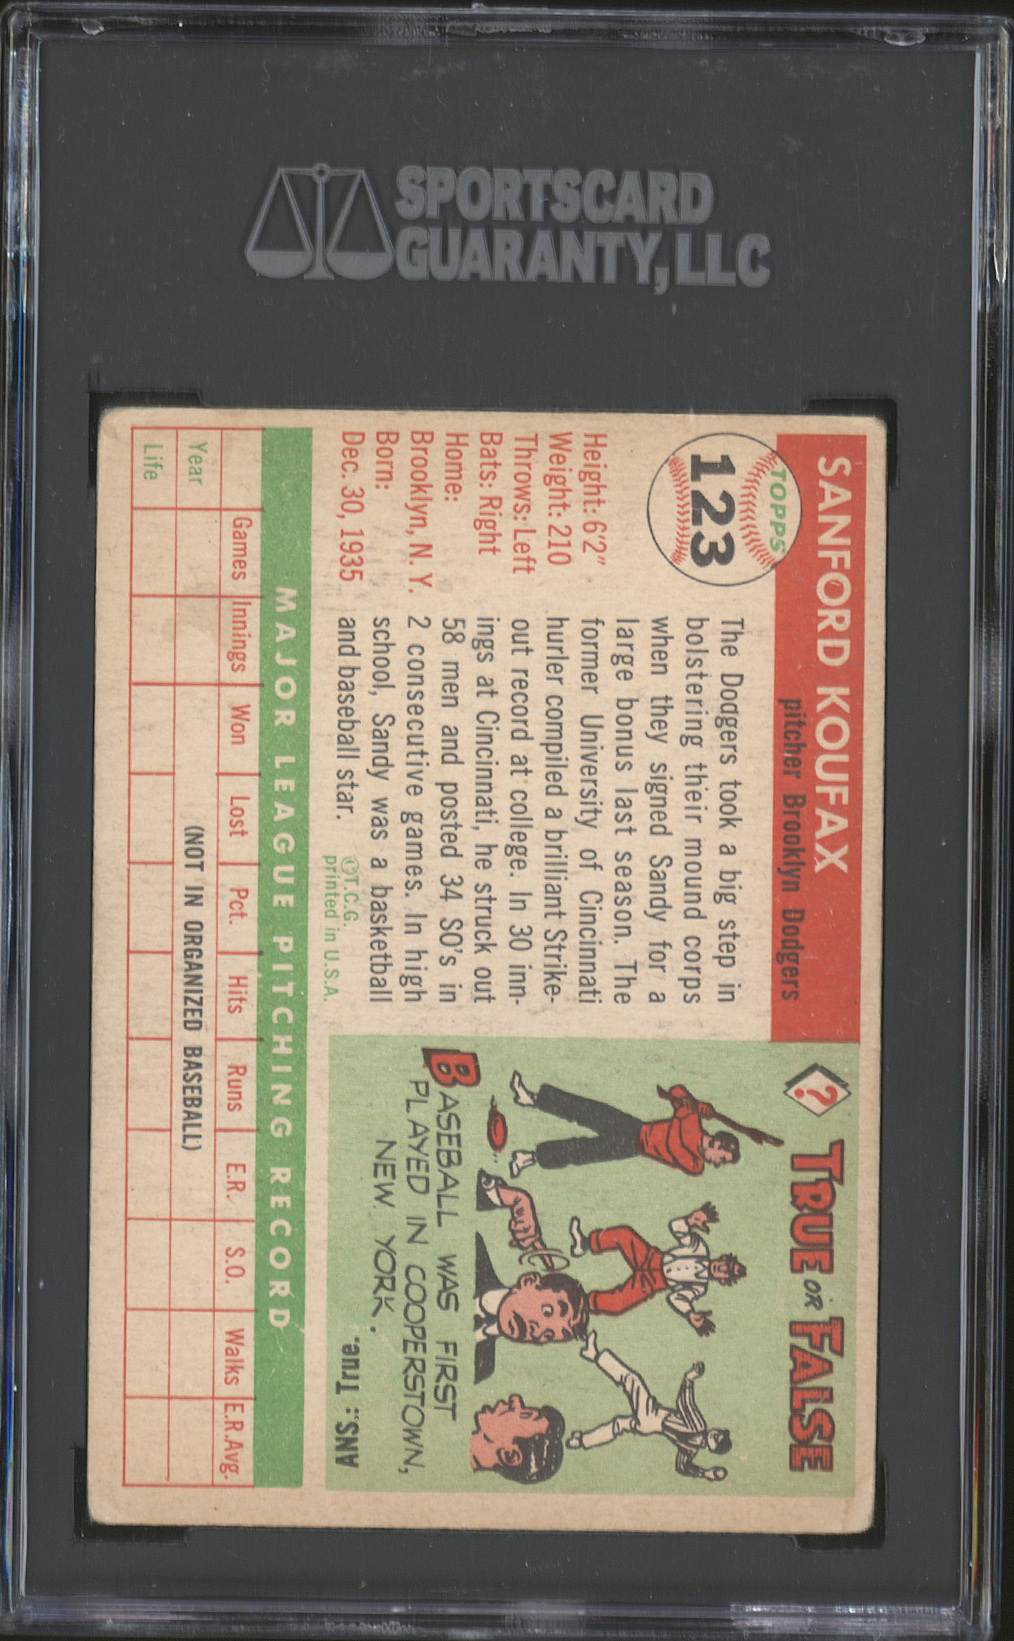 SPORTSCARD
GUARANTY, LLC
SANFORD KOUFAX
pitcher Brooklyn Dodgers
TOPPS
123
Height: 6'2"
Weight: 210
Throws: Left
Bats: Right
Home:
Brooklyn, N. Y.
Born:
Dec. 30, 1935
The Dodgers took a big step in
bolstering their mound corps
when they signed Sandy for a
large bonus last season. The
former University of Cincinnati
hurler compiled a brilliant Strike-
out record at college. In 30 inn-
ings at Cincinnati, he struck out
58 men and posted 34 SO's in
2 consecutive games. In high
school, Sandy was a basketball
and baseball star.
©T.C.G.
printed in U.S.A.
? TRUE OR FALSE
BASEBALL WAS FIRST
PLAYED IN COOPERSTOWN,
NEW YORK.
ANS.: True.
MAJOR LEAGUE PITCHING RECORD
Games Innings Won Lost Pct. Hits Runs E.R. S.O. Walks E.R.Avg.
Year (NOT IN ORGANIZED BASEBALL)
Life